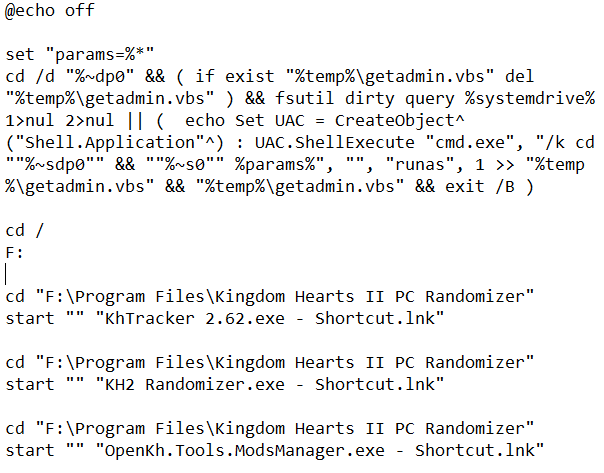 @echo off
set "params=%*"
cd /d "%~dp0" && ( if exist "%temp%\getadmin.vbs" del
"%temp%\getadmin.vbs" ) && fsutil dirty query %systemdrive%
1>nul 2>nul || (  echo Set UAC = CreateObject^
("Shell.Application"^) : UAC.ShellExecute "cmd.exe", "/k cd
""%~sdp0"" && ""%~s0"" %params%", "", "runas", 1 >> "%temp
%\getadmin.vbs" && "%temp%\getadmin.vbs" && exit /B )
cd /
F:
cd "F:\Program Files\Kingdom Hearts II PC Randomizer"
start "" "KhTracker 2.62.exe - Shortcut.lnk"
cd "F:\Program Files\Kingdom Hearts II PC Randomizer"
start "" "KH2 Randomizer.exe - Shortcut.lnk"
cd "F:\Program Files\Kingdom Hearts II PC Randomizer"
start "" "OpenKh.Tools.ModsManager.exe - Shortcut.lnk"